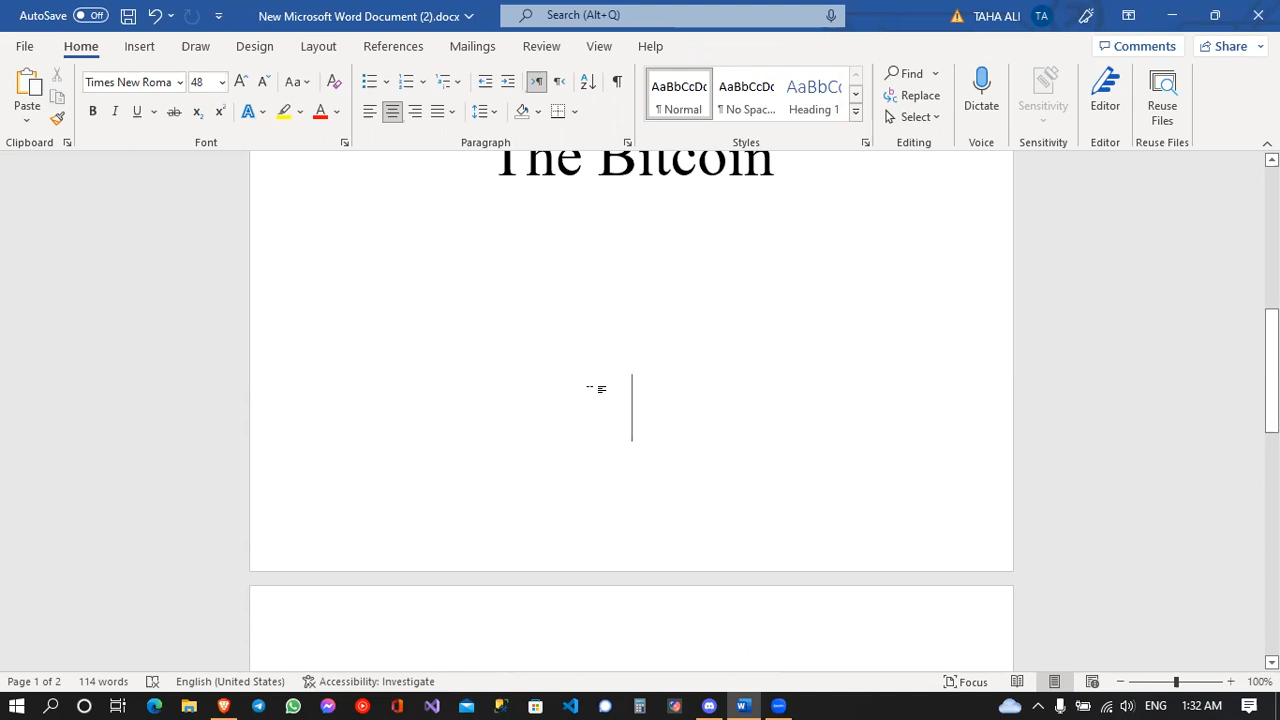 AutoSave Off New Microsoft Word Document (2).docx Search (Alt+Q) TAHA ALI TA
File Home Insert Draw Design Layout References Mailings Review View Help Comments Share
Paste Times New Roma 48 Aa AaBbCcDc AaBbCcDc AaBbCc Find Replace Select Dictate Sensitivity Editor Reuse Files
B I U ab x₂ x² A A ¶ Normal ¶ No Spac... Heading 1
Clipboard Font Paragraph Styles Editing Voice Sensitivity Editor Reuse Files
The Bitcoin
Page 1 of 2 114 words English (United States) Accessibility: Investigate Focus 100%
ENG 1:32 AM